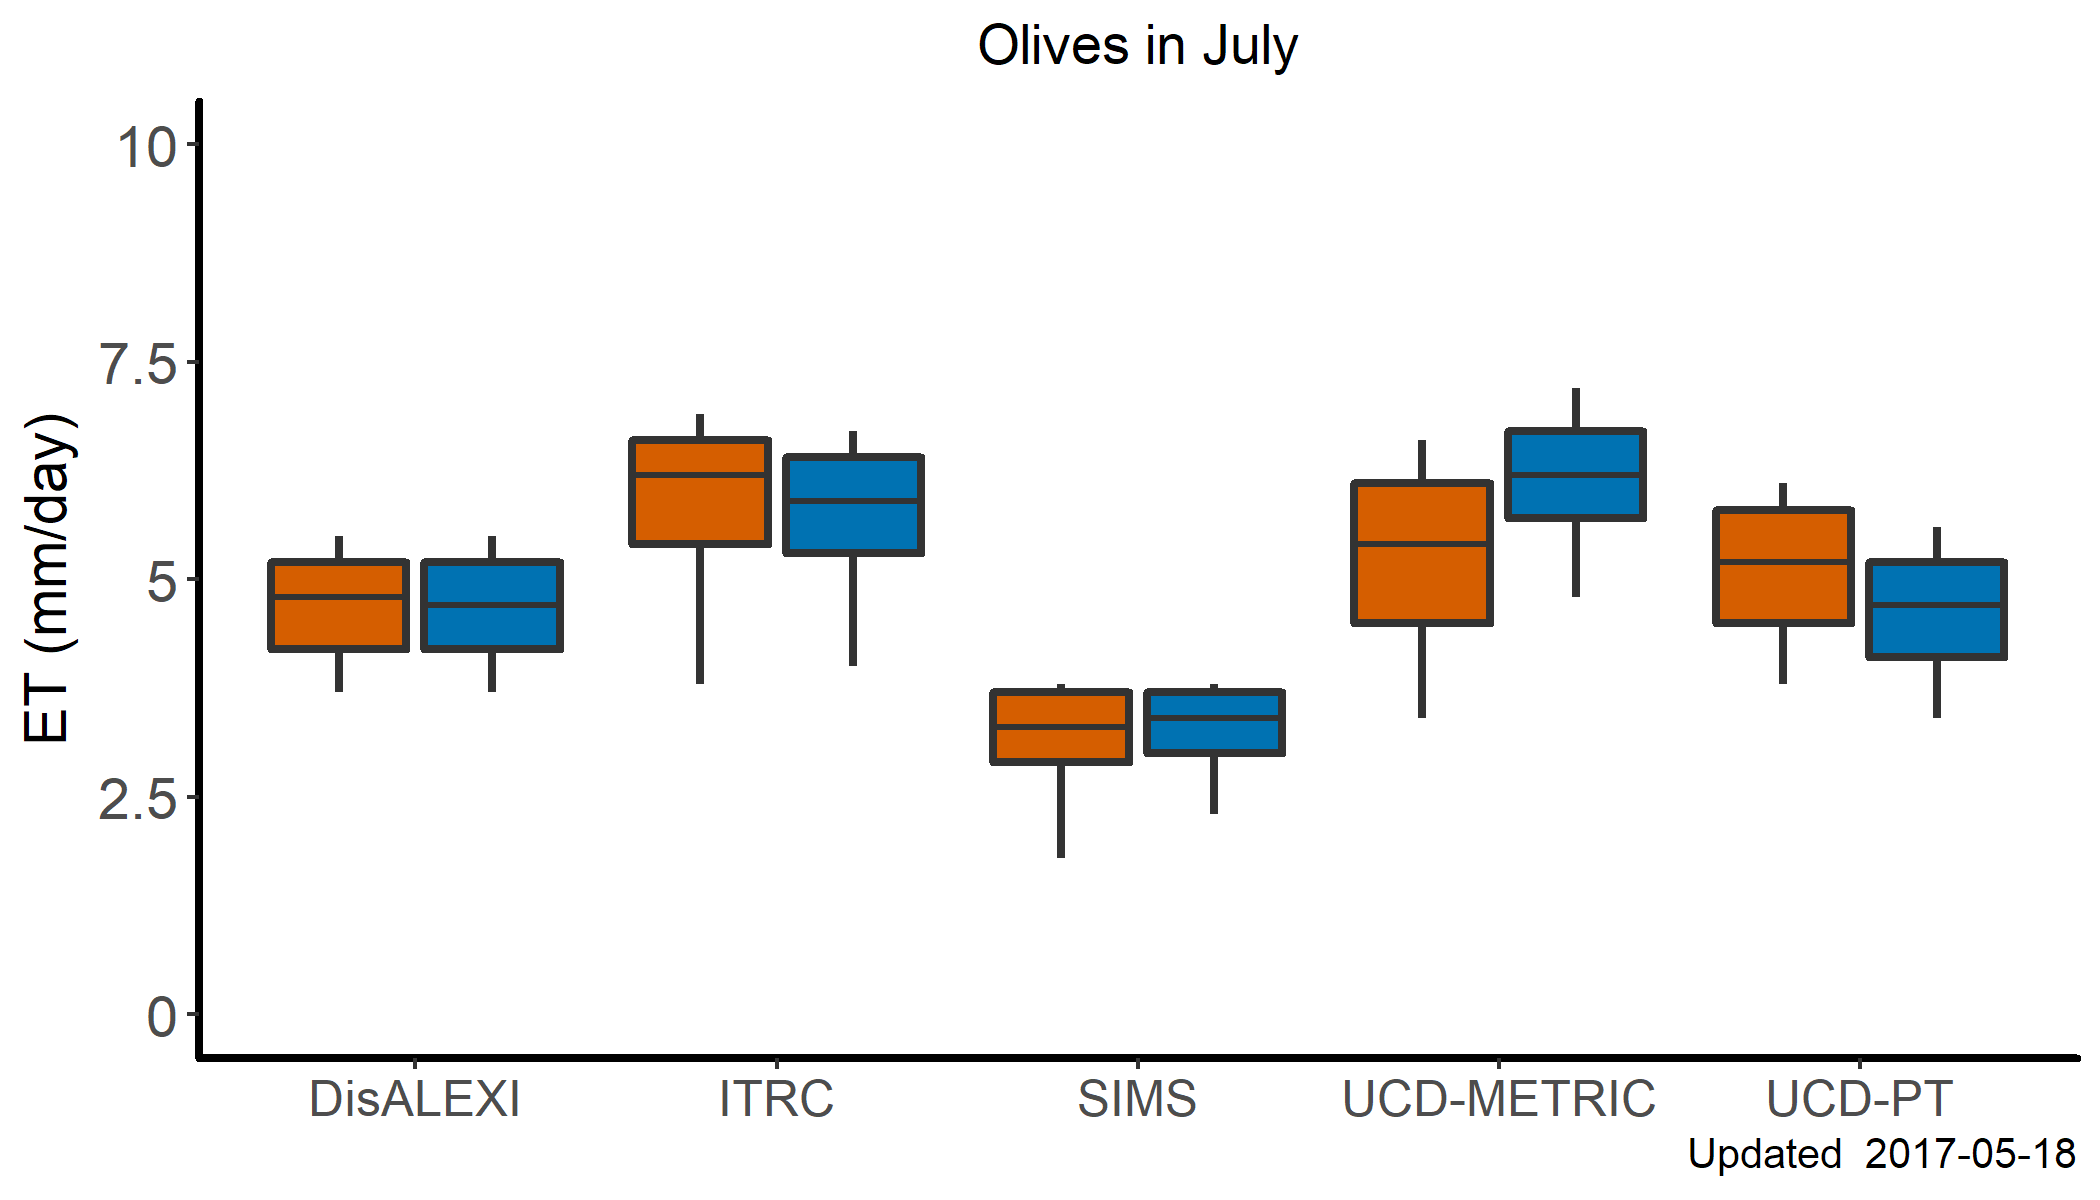 Olives in July
ET (mm/day)
10
7.5
5
2.5
0
DisALEXI
ITRC
SIMS
UCD-METRIC
UCD-PT
Updated 2017-05-18